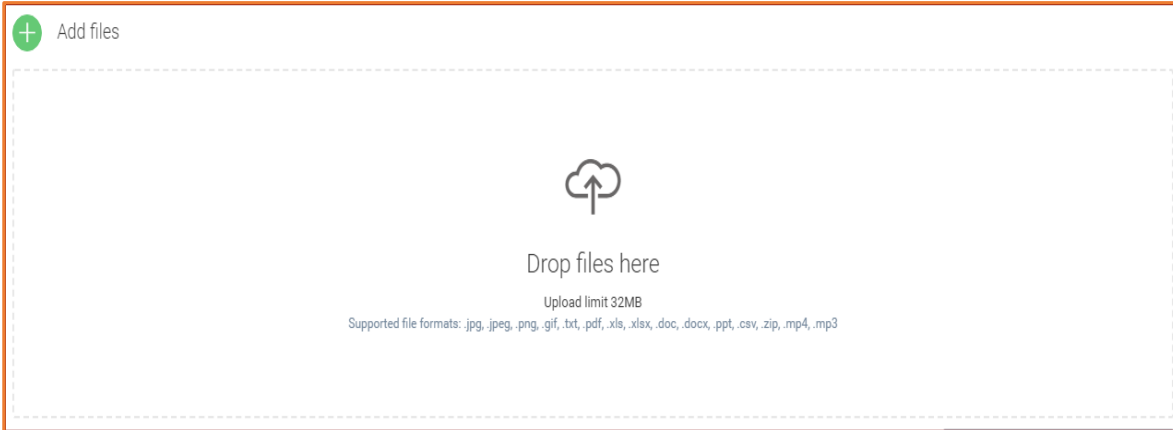 Add files
Drop files here
Upload limit 32MB
Supported file formats: .jpg, .jpeg, .png, .gif, .txt, .pdf, .xls, .xlsx, .doc, .docx, .ppt, .csv, .zip, .mp4, .mp3